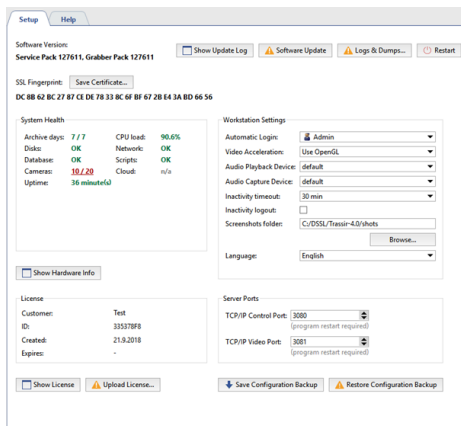 Setup Help
Software Version:
Service Pack 127611, Grabber Pack 127611
Show Update Log Software Update Logs & Dumps... Restart
SSL Fingerprint: Save Certificate...
DC 8B 62 BC 27 87 CE DE 78 33 8C 6F BF 67 2B E4 3A BD 66 56
System Health
Archive days: 7 / 7 CPU load: 90.6%
Disks: OK Network: OK
Database: OK Scripts: OK
Cameras: 10 / 20 Cloud: n/a
Uptime: 36 minute(s)
Show Hardware Info
Workstation Settings
Automatic Login: Admin
Video Acceleration: Use OpenGL
Audio Playback Device: default
Audio Capture Device: default
Inactivity timeout: 30 min
Inactivity logout:
Screenshots folder: C:/DSSL/Trassir-4.0/shots
Browse...
Language: English
License
Customer: Test
ID: 335378F8
Created: 21.9.2018
Expires: -
Show License Upload License...
Server Ports
TCP/IP Control Port: 3080
(program restart required)
TCP/IP Video Port: 3081
(program restart required)
Save Configuration Backup Restore Configuration Backup